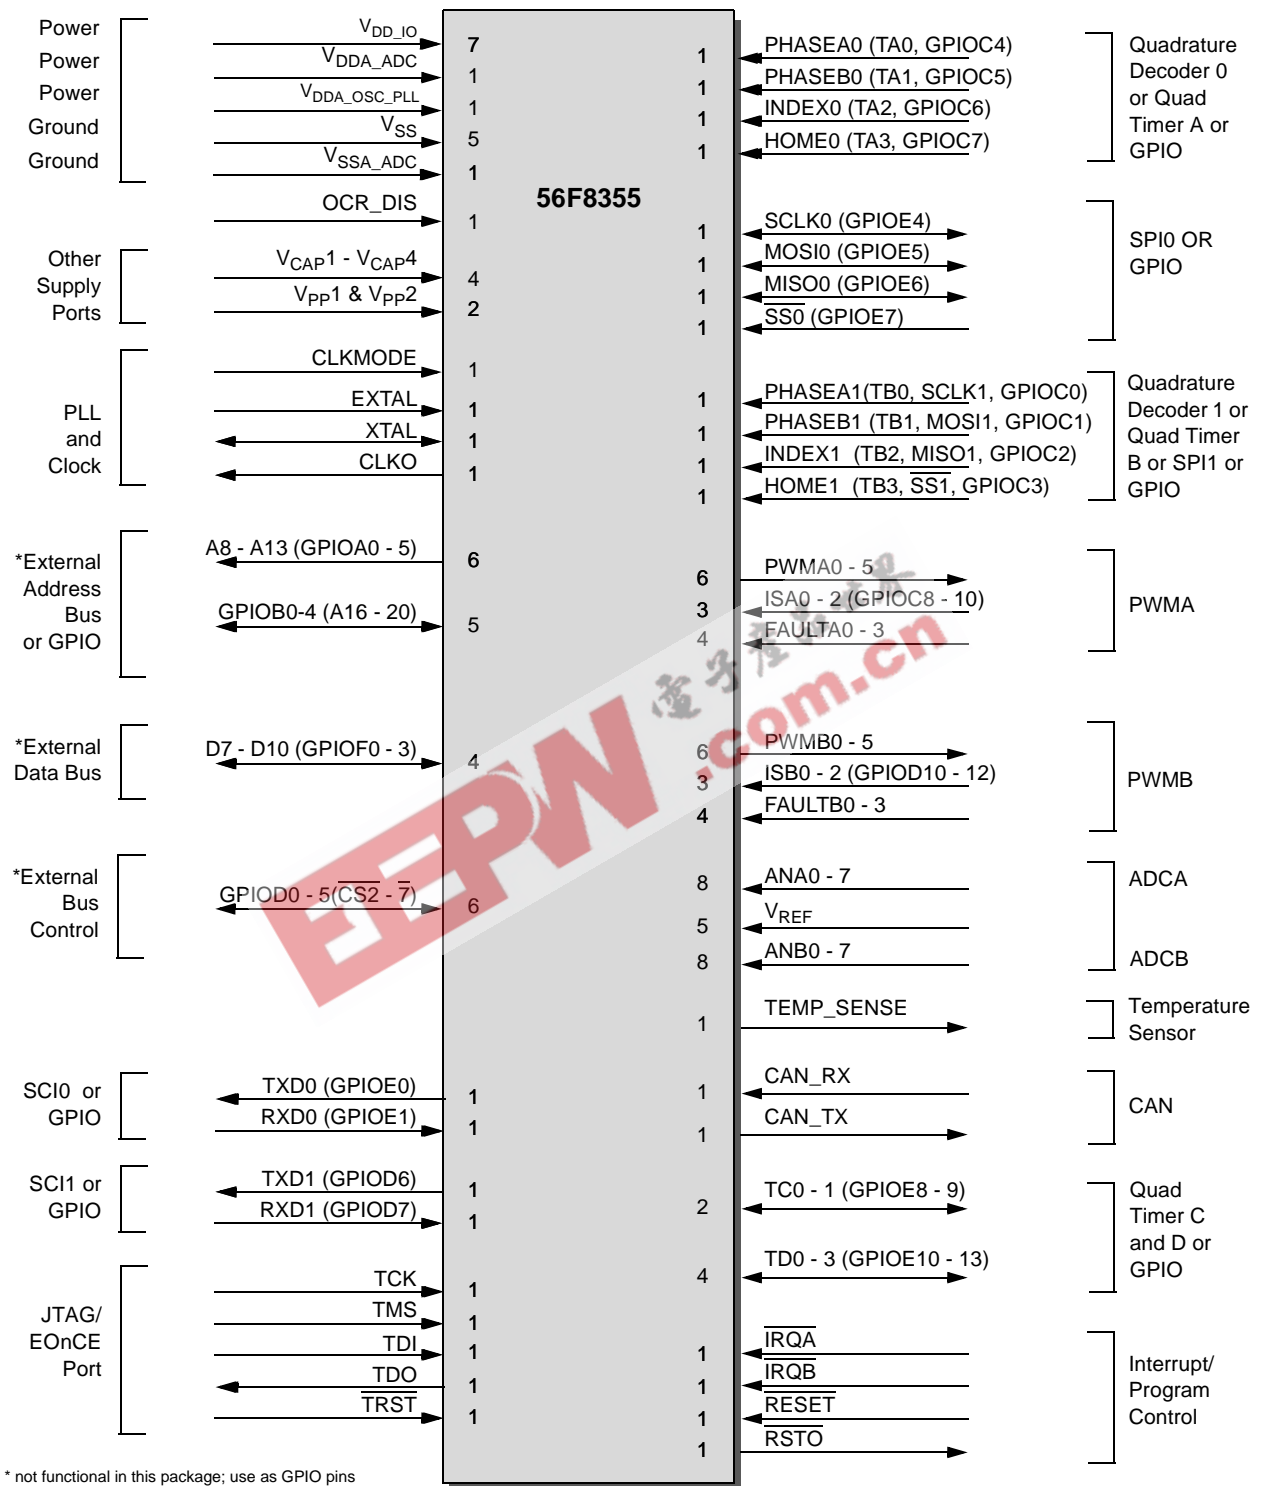 56F8355
Power
Power
Power
Ground
Ground
VDD_IO 7
VDDA_ADC 1
VDDA_OSC_PLL 1
VSS 5
VSSA_ADC 1
OCR_DIS 1
Other
Supply
Ports
VCAP1 - VCAP4 4
VPP1 & VPP2 2
PLL
and
Clock
CLKMODE 1
EXTAL 1
XTAL 1
CLKO 1
*External
Address
Bus
or GPIO
A8 - A13 (GPIOA0 - 5) 6
GPIOB0-4 (A16 - 20) 5
*External
Data Bus
D7 - D10 (GPIOF0 - 3) 4
*External
Bus
Control
GPIOD0 - 5(CS2 - 7) 6
SCI0 or
GPIO
TXD0 (GPIOE0) 1
RXD0 (GPIOE1) 1
SCI1 or
GPIO
TXD1 (GPIOD6) 1
RXD1 (GPIOD7) 1
JTAG/
EOnCE
Port
TCK 1
TMS 1
TDI 1
TDO 1
TRST 1
1 PHASEA0 (TA0, GPIOC4)
1 PHASEB0 (TA1, GPIOC5)
1 INDEX0 (TA2, GPIOC6)
1 HOME0 (TA3, GPIOC7)
Quadrature
Decoder 0
or Quad
Timer A or
GPIO
1 SCLK0 (GPIOE4)
1 MOSI0 (GPIOE5)
1 MISO0 (GPIOE6)
1 SS0 (GPIOE7)
SPI0 OR
GPIO
1 PHASEA1(TB0, SCLK1, GPIOC0)
1 PHASEB1 (TB1, MOSI1, GPIOC1)
1 INDEX1 (TB2, MISO1, GPIOC2)
1 HOME1 (TB3, SS1, GPIOC3)
Quadrature
Decoder 1 or
Quad Timer
B or SPI1 or
GPIO
6 PWMA0 - 5
3 ISA0 - 2 (GPIOC8 - 10)
4 FAULTA0 - 3
PWMA
6 PWMB0 - 5
3 ISB0 - 2 (GPIOD10 - 12)
4 FAULTB0 - 3
PWMB
8 ANA0 - 7
5 VREF
8 ANB0 - 7
ADCA
ADCB
1 TEMP_SENSE
Temperature
Sensor
1 CAN_RX
1 CAN_TX
CAN
2 TC0 - 1 (GPIOE8 - 9)
4 TD0 - 3 (GPIOE10 - 13)
Quad
Timer C
and D or
GPIO
1 IRQA
1 IRQB
1 RESET
1 RSTO
Interrupt/
Program
Control
* not functional in this package; use as GPIO pins
EEPW
電子產品世界
.com.cn